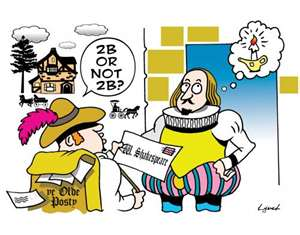 2B
OR
NOT
2B?
W. Shakespeare
ye Olde
Posty
Lynch